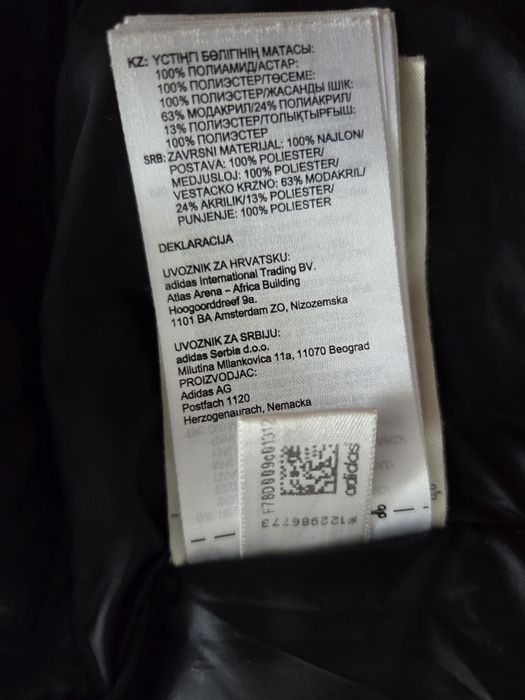 KZ: ҮСТІҢГІ БӨЛІГІНІҢ МАТАСЫ:
100% ПОЛИАМИД/АСТАР:
100% ПОЛИЭСТЕР/ТӨСЕМЕ:
100% ПОЛИЭСТЕР/ЖАСАНДЫ ІШІК:
63% МОДАКРИЛ/24% ПОЛИАКРИЛ/
13% ПОЛИЭСТЕР/ТОЛЫҚТЫРҒЫШ:
100% ПОЛИЭСТЕР
SRB: ZAVRSNI MATERIJAL: 100% NAJLON/
POSTAVA: 100% POLIESTER/
MEDJUSLOJ: 100% POLIESTER/
VESTACKO KRZNO: 63% MODAKRIL/
24% AKRILIK/13% POLIESTER/
PUNJENJE: 100% POLIESTER
DEKLARACIJA
UVOZNIK ZA HRVATSKU:
adidas International Trading BV.
Atlas Arena – Africa Building
Hoogoorddreef 9a.
1101 BA Amsterdam ZO, Nizozemska
UVOZNIK ZA SRBIJU:
adidas Serbia d.o.o.
Milutina Milankovica 11a, 11070 Beograd
PROIZVODJAC:
Adidas AG
Postfach 1120
Herzogenaurach, Nemacka
F78D009c01312
adidas
*122986773